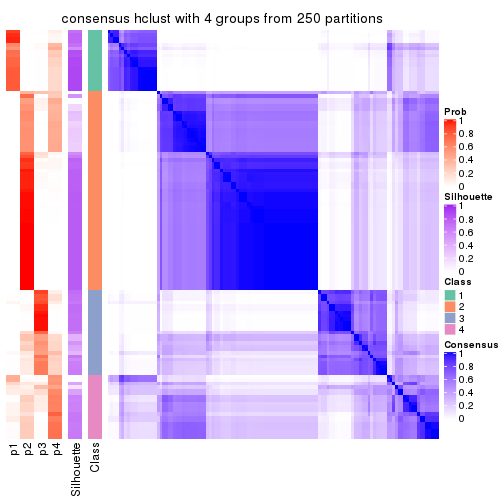 consensus hclust with 4 groups from 250 partitions
Prob
1
0.8
0.6
0.4
0.2
0
Silhouette
1
0.8
0.6
0.4
0.2
0
Class
1
2
3
4
Consensus
1
0.8
0.6
0.4
0.2
0
p1
p2
p3
p4
Silhouette
Class